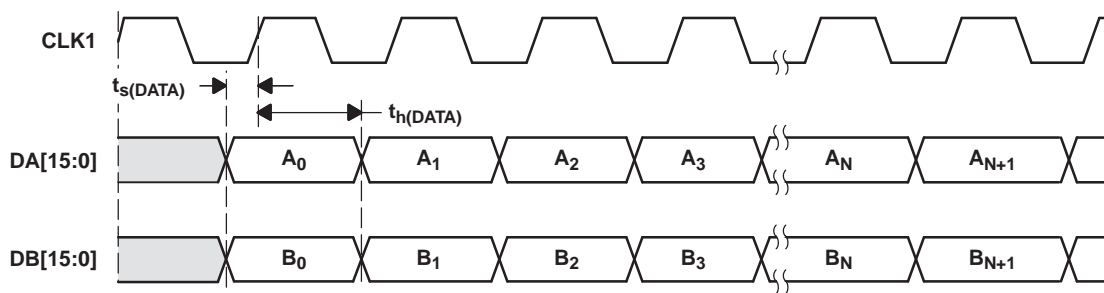 CLK1
ts(DATA)
th(DATA)
DA[15:0] A0 A1 A2 A3 AN AN+1
DB[15:0] B0 B1 B2 B3 BN BN+1